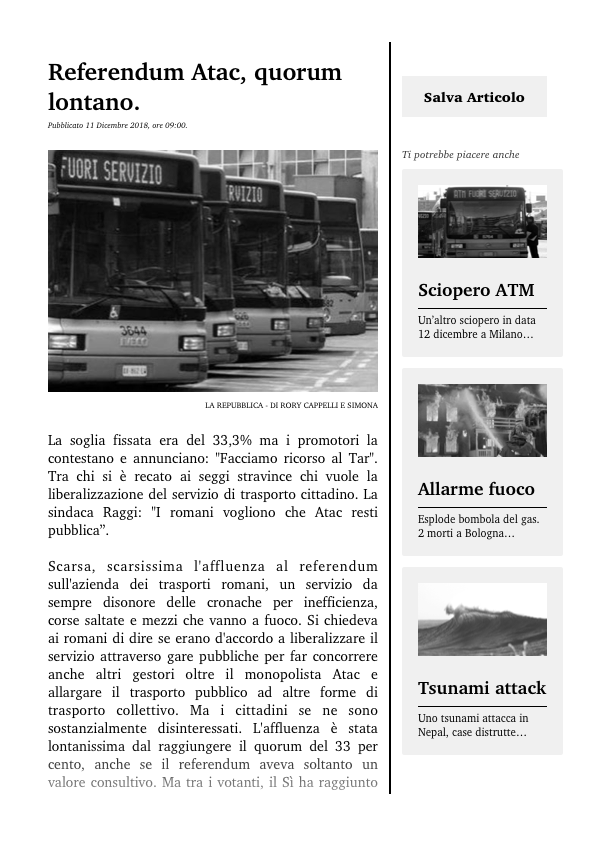 Referendum Atac, quorum
lontano.
Pubblicato 11 Dicembre 2018, ore 09:00.
FUORI SERVIZIO
RVIZIO
3644
LA REPUBBLICA - DI RORY CAPPELLI E SIMONA
La soglia fissata era del 33,3% ma i promotori la
contestano e annunciano: "Facciamo ricorso al Tar".
Tra chi si è recato ai seggi stravince chi vuole la
liberalizzazione del servizio di trasporto cittadino. La
sindaca Raggi: "I romani vogliono che Atac resti
pubblica”.
Scarsa, scarsissima l'affluenza al referendum
sull'azienda dei trasporti romani, un servizio da
sempre disonore delle cronache per inefficienza,
corse saltate e mezzi che vanno a fuoco. Si chiedeva
ai romani di dire se erano d'accordo a liberalizzare il
servizio attraverso gare pubbliche per far concorrere
anche altri gestori oltre il monopolista Atac e
allargare il trasporto pubblico ad altre forme di
trasporto collettivo. Ma i cittadini se ne sono
sostanzialmente disinteressati. L'affluenza è stata
lontanissima dal raggiungere il quorum del 33 per
cento, anche se il referendum aveva soltanto un
valore consultivo. Ma tra i votanti, il Sì ha raggiunto
Salva Articolo
Ti potrebbe piacere anche
ATM FUORI SERVIZIO
Sciopero ATM
Un’altro sciopero in data
12 dicembre a Milano…
Allarme fuoco
Esplode bombola del gas.
2 morti a Bologna…
Tsunami attack
Uno tsunami attacca in
Nepal, case distrutte…